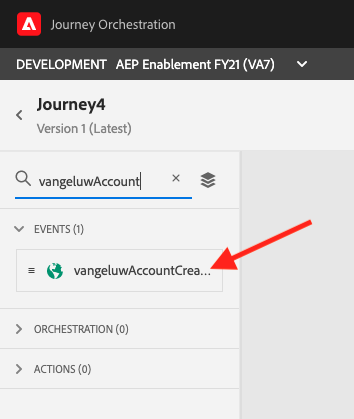 Journey Orchestration
DEVELOPMENT AEP Enablement FY21 (VA7)
Journey4
Version 1 (Latest)
vangeluwAccount
EVENTS (1)
vangeluwAccountCrea...
ORCHESTRATION (0)
ACTIONS (0)